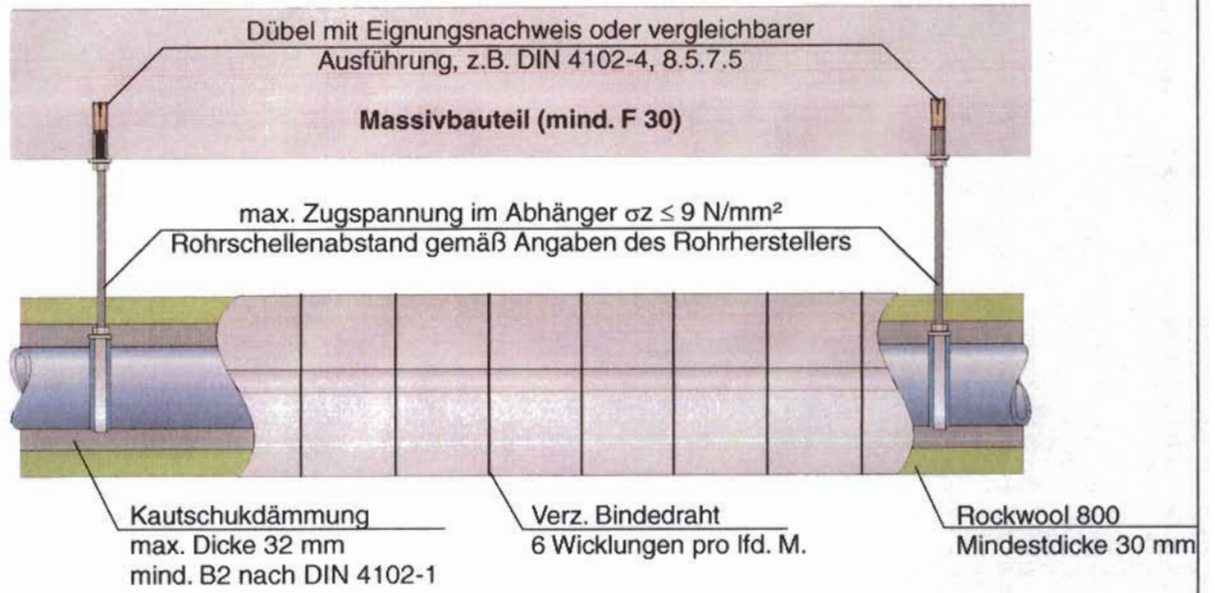 Dübel mit Eignungsnachweis oder vergleichbarer
Ausführung, z.B. DIN 4102-4, 8.5.7.5
Massivbauteil (mind. F 30)
max. Zugspannung im Abhänger σz ≤ 9 N/mm²
Rohrschellenabstand gemäß Angaben des Rohrherstellers
Kautschukdämmung
max. Dicke 32 mm
mind. B2 nach DIN 4102-1
Verz. Bindedraht
6 Wicklungen pro lfd. M.
Rockwool 800
Mindestdicke 30 mm